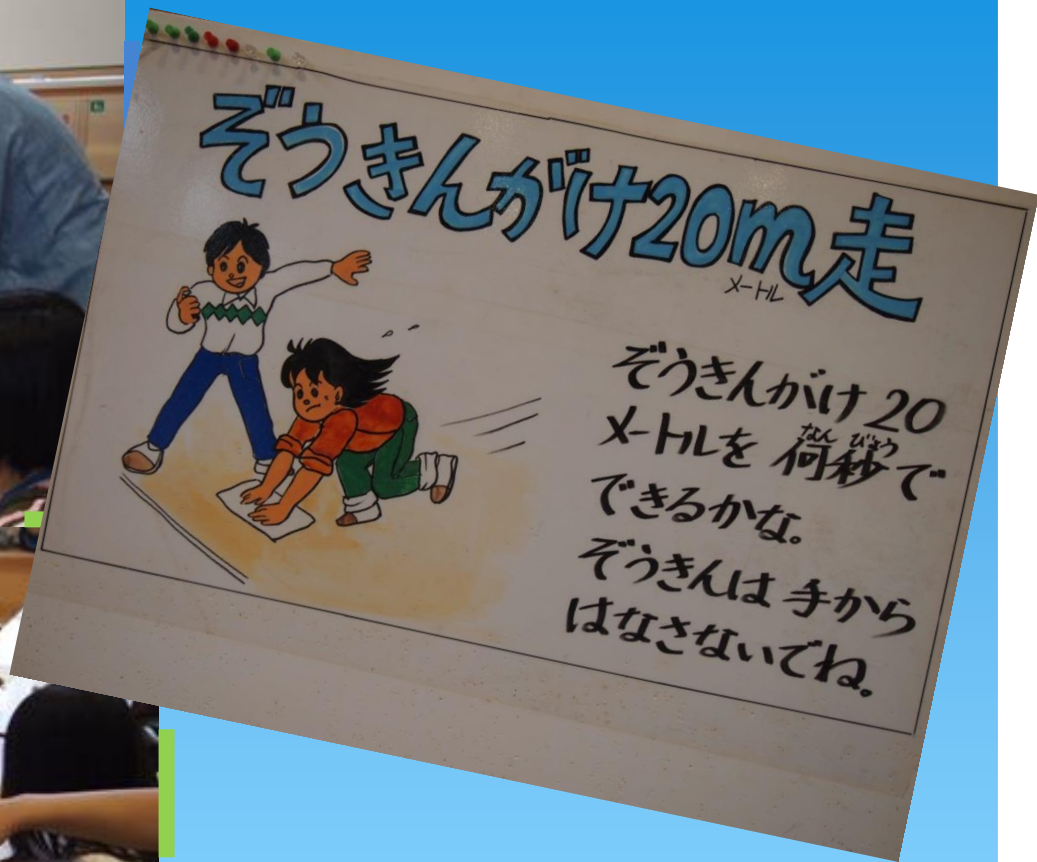 ぞうきんがけ20m走
メートル
ぞうきんがけ20
メートルを何秒で
なんびょう
できるかな。
ぞうきんは手から
はなさないでね。